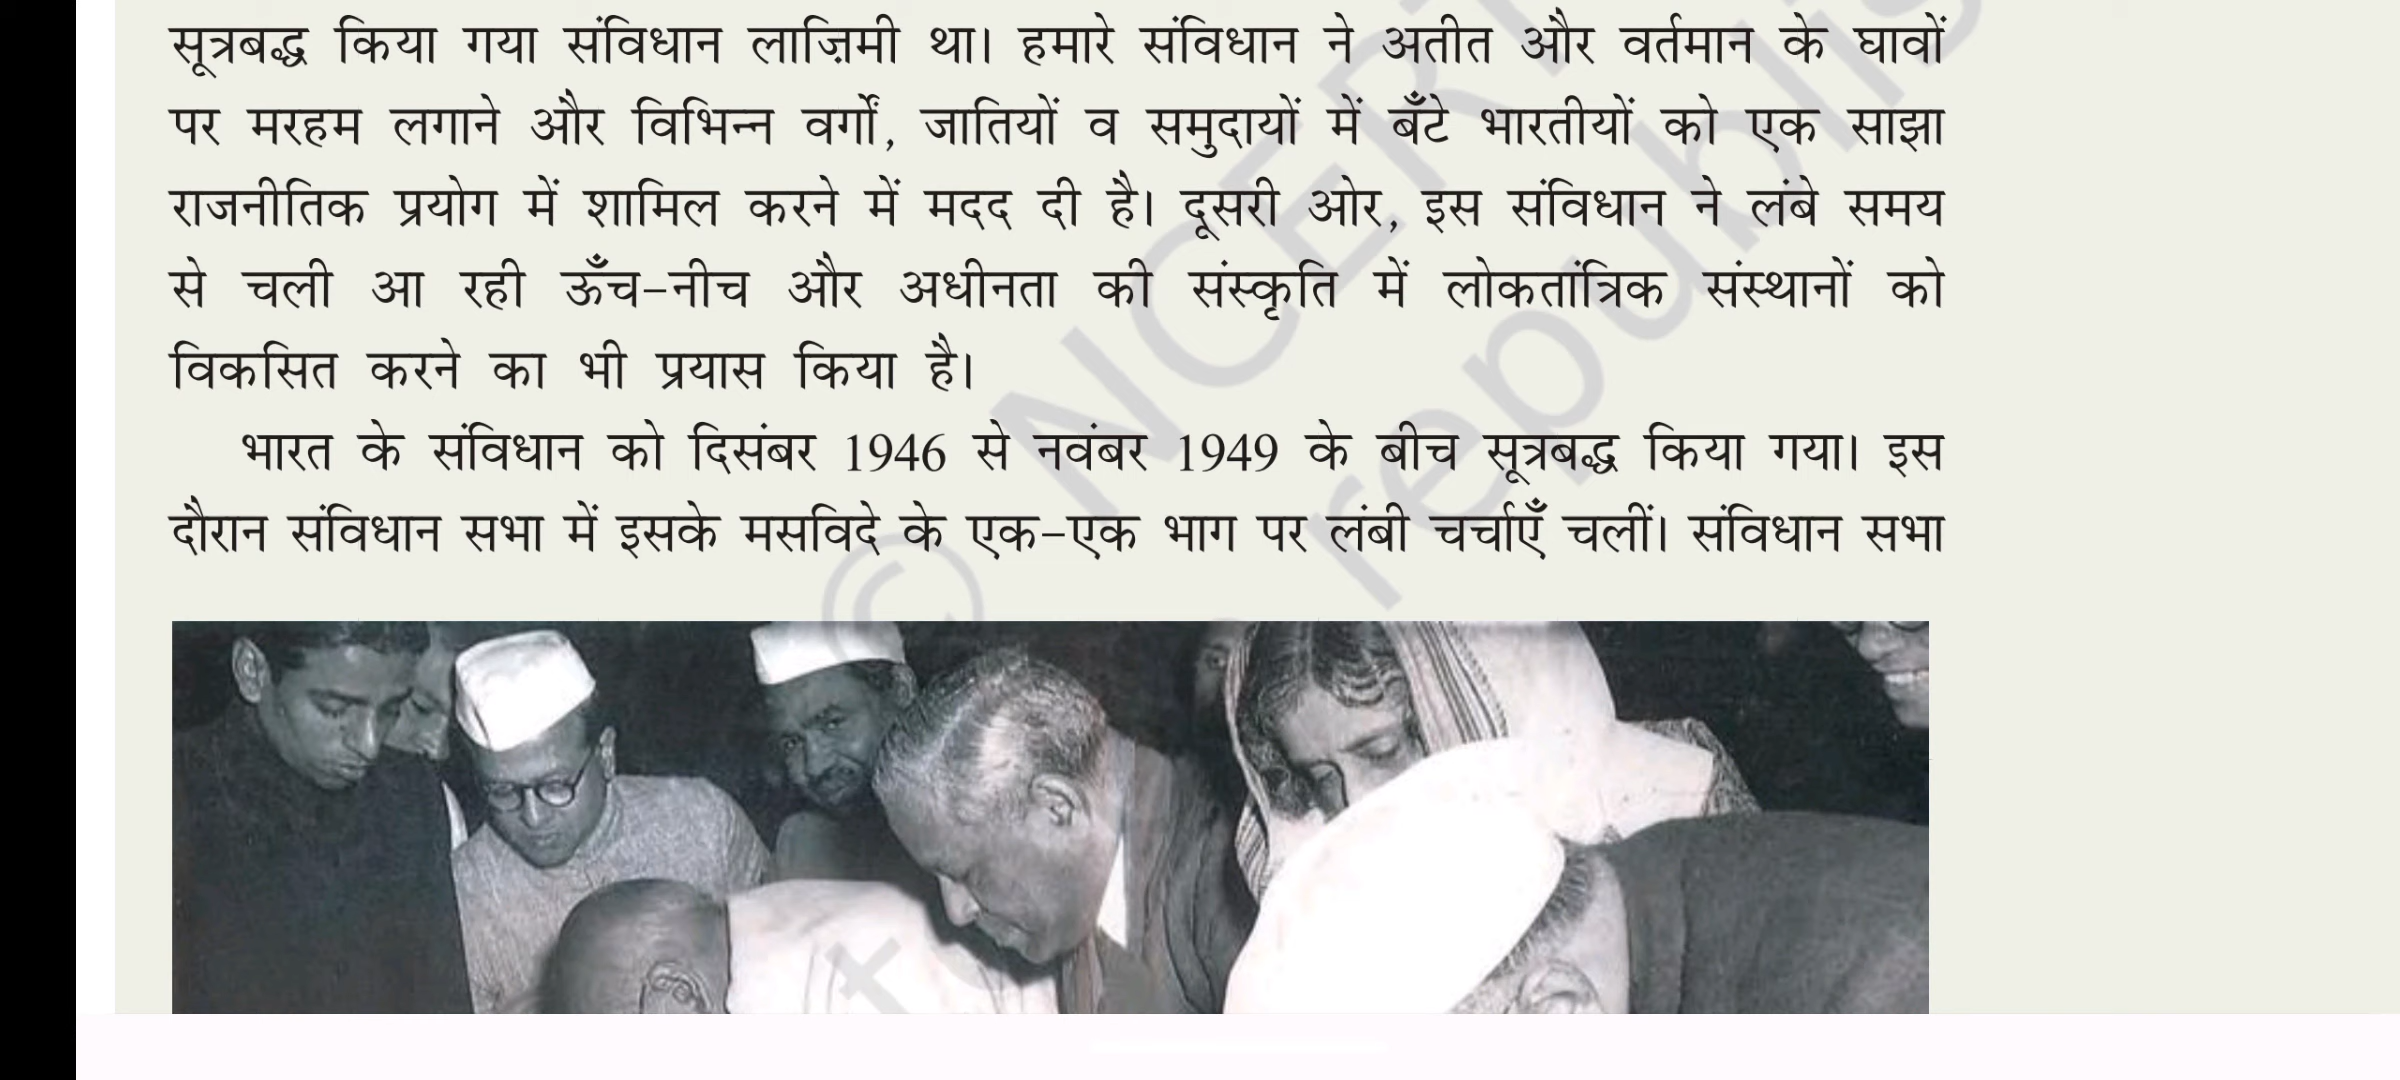 सूत्रबद्ध किया गया संविधान लाज़िमी था। हमारे संविधान ने अतीत और वर्तमान के घावों
पर मरहम लगाने और विभिन्न वर्गों, जातियों व समुदायों में बँटे भारतीयों को एक साझा
राजनीतिक प्रयोग में शामिल करने में मदद दी है। दूसरी ओर, इस संविधान ने लंबे समय
से चली आ रही ऊँच-नीच और अधीनता की संस्कृति में लोकतांत्रिक संस्थानों को
विकसित करने का भी प्रयास किया है।
भारत के संविधान को दिसंबर 1946 से नवंबर 1949 के बीच सूत्रबद्ध किया गया। इस
दौरान संविधान सभा में इसके मसविदे के एक-एक भाग पर लंबी चर्चाएँ चलीं। संविधान सभा
© NCERT